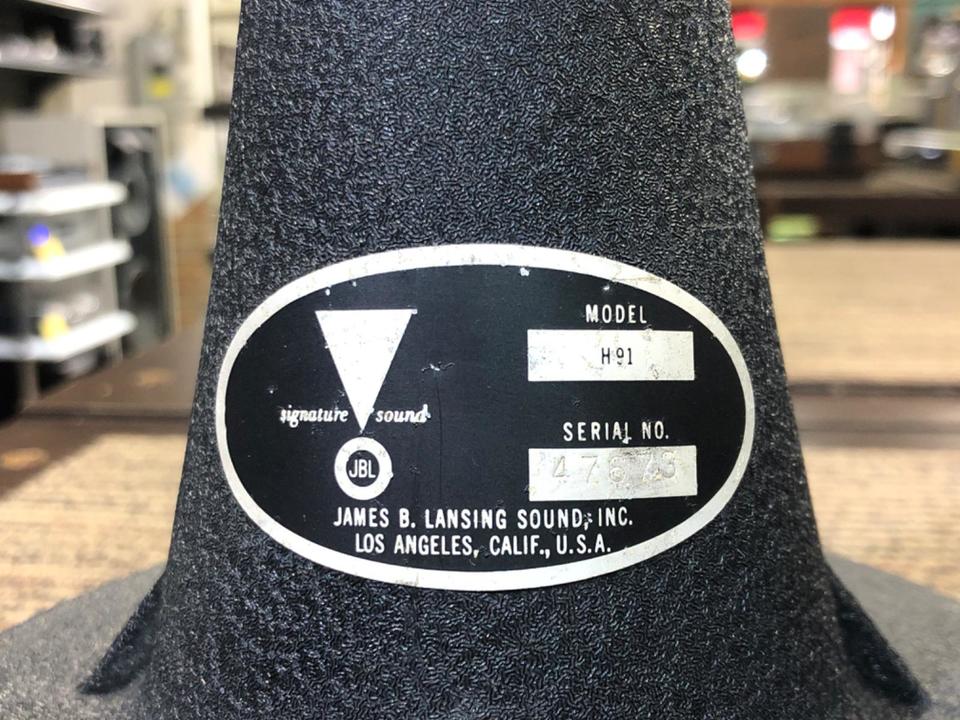 MODEL
H91
signature sound
SERIAL NO.
JBL
JAMES B. LANSING SOUND, INC.
LOS ANGELES, CALIF., U.S.A.